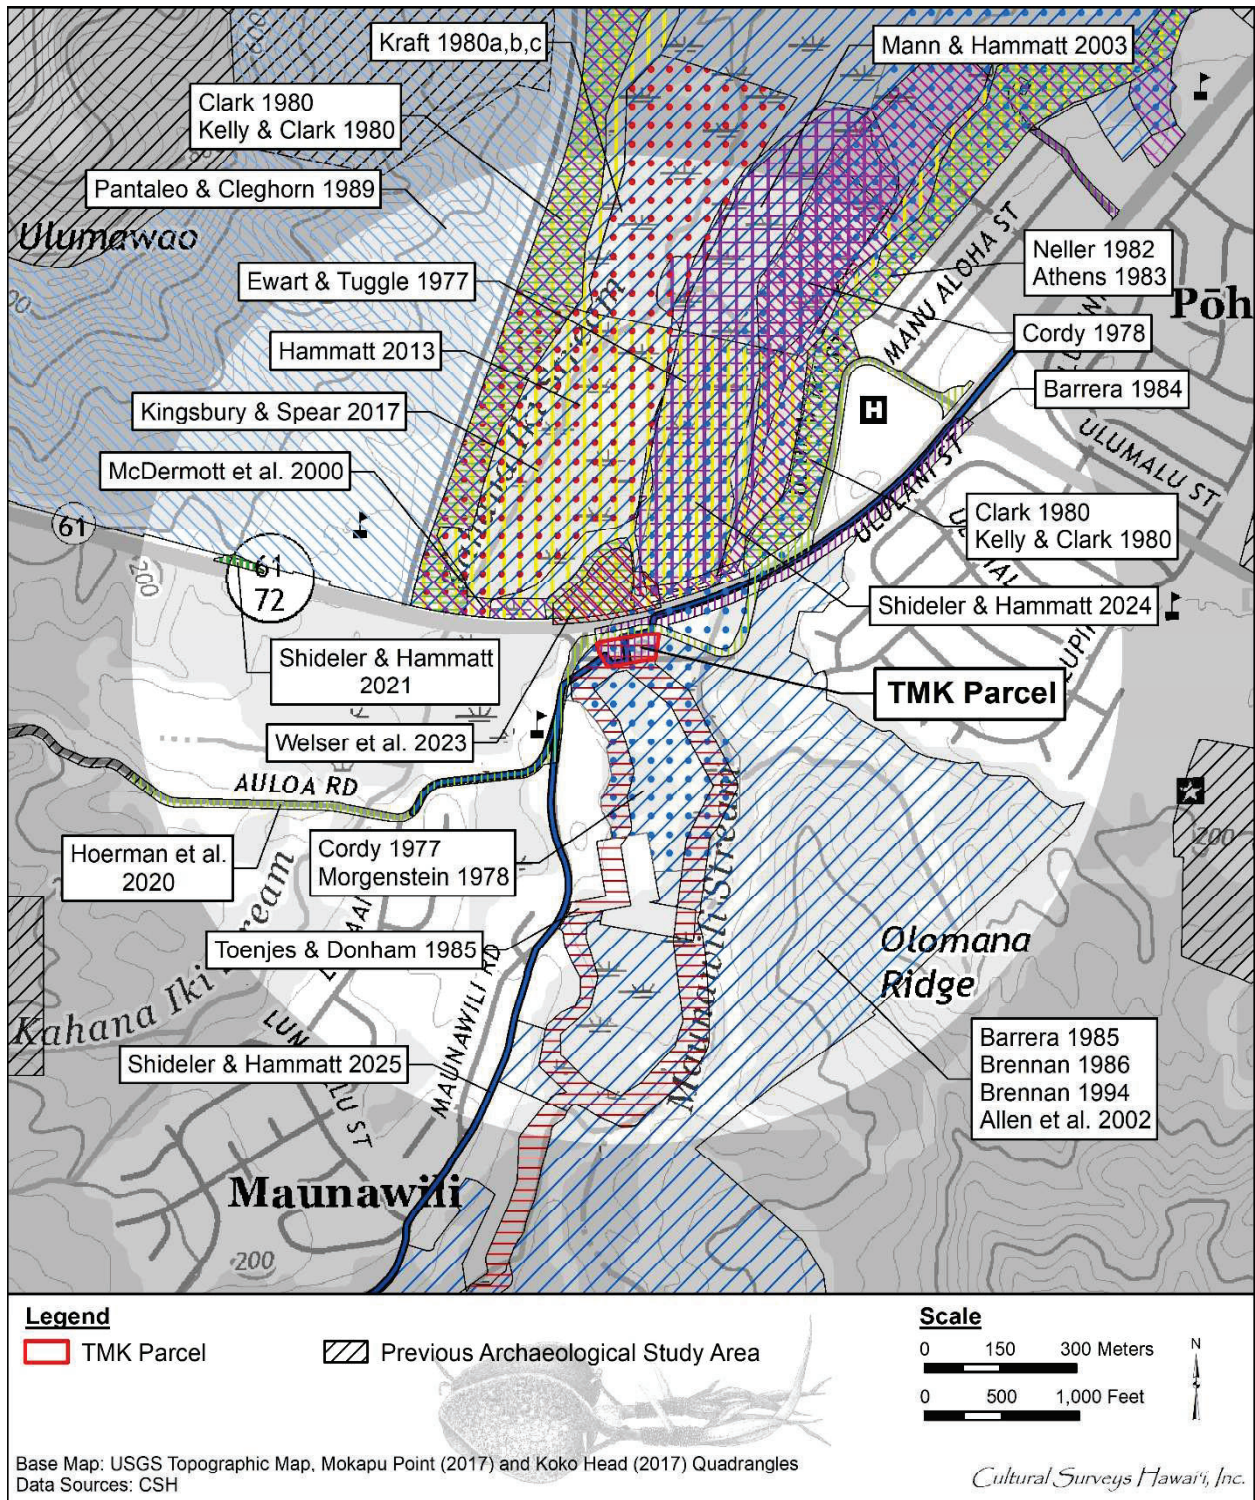 Kraft 1980a,b,c
Mann & Hammatt 2003
Clark 1980
Kelly & Clark 1980
Pantaleo & Cleghorn 1989
Ulumawao
Ewart & Tuggle 1977
Neller 1982
Athens 1983
Pōh
MANU ALOHA ST
Hammatt 2013
Cordy 1978
Kingsbury & Spear 2017
Barrera 1984
H
ULUMALU ST
McDermott et al. 2000
ULULANI ST
61
Clark 1980
Kelly & Clark 1980
61
72
200
Shideler & Hammatt 2024
Shideler & Hammatt
2021
TMK Parcel
Welser et al. 2023
AULOA RD
200
Hoerman et al.
2020
Cordy 1977
Morgenstein 1978
Maunawili Stream
Toenjes & Donham 1985
Olomana
Ridge
Kahana Iki
MAUNAWILI RD
Shideler & Hammatt 2025
Barrera 1985
Brennan 1986
Brennan 1994
Allen et al. 2002
Maunawili
200
Legend
TMK Parcel
Previous Archaeological Study Area
Scale
0 150 300 Meters
0 500 1,000 Feet
N
Base Map: USGS Topographic Map, Mokapu Point (2017) and Koko Head (2017) Quadrangles
Data Sources: CSH
Cultural Surveys Hawai‘i, Inc.